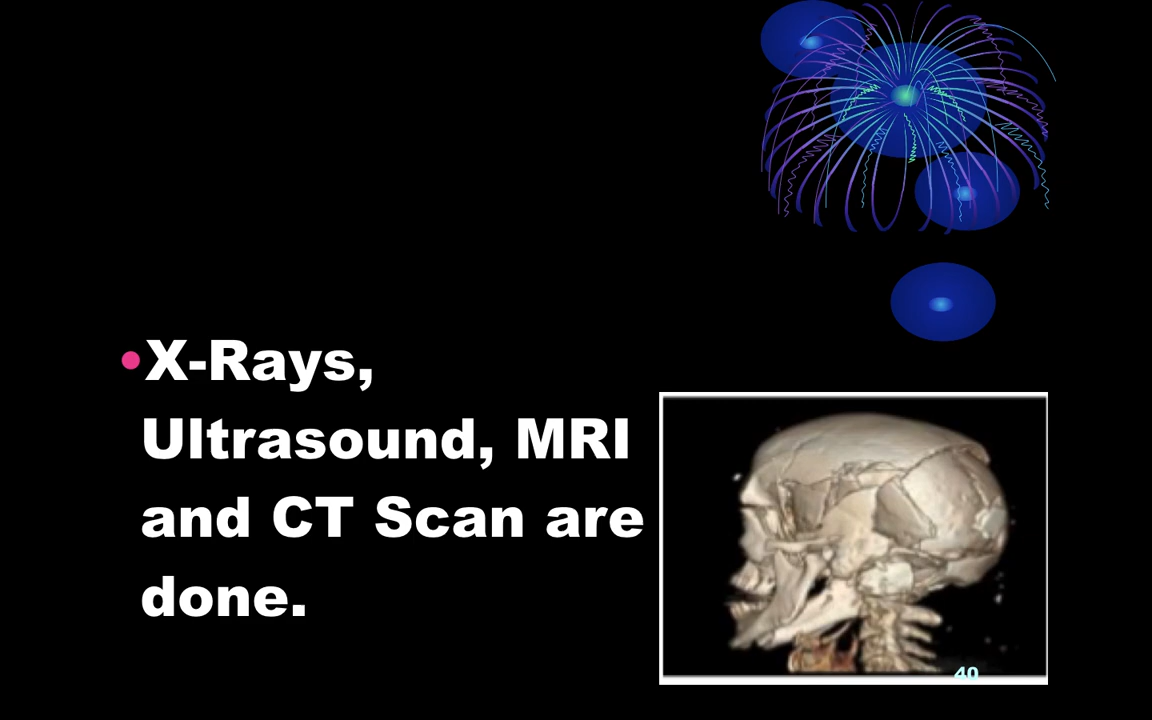 •X-Rays,
Ultrasound, MRI
and CT Scan are
done.
40